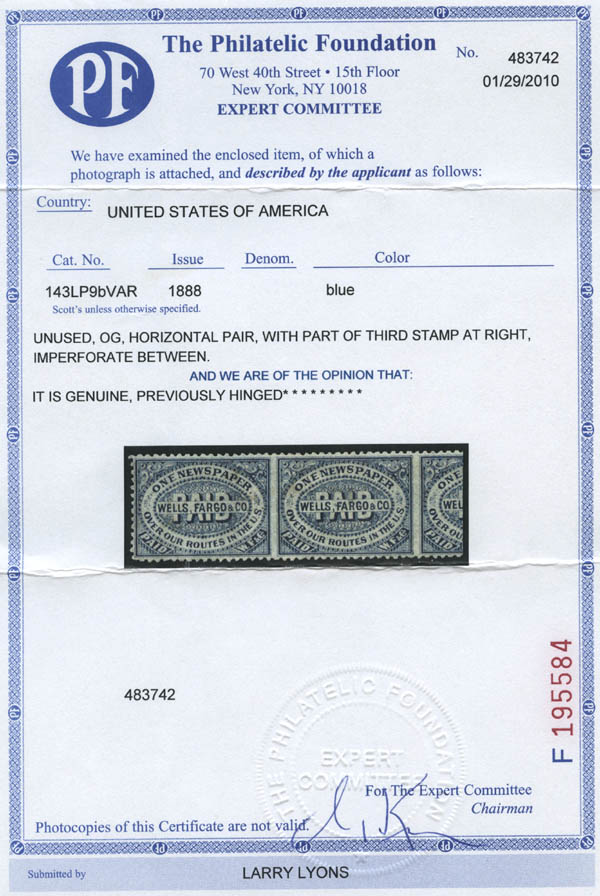 PF
The Philatelic Foundation
70 West 40th Street • 15th Floor
New York, NY 10018
EXPERT COMMITTEE
No. 483742
01/29/2010
We have examined the enclosed item, of which a
photograph is attached, and described by the applicant as follows:
Country: UNITED STATES OF AMERICA
Cat. No. Issue Denom. Color
143LP9bVAR 1888 blue
Scott's unless otherwise specified.
UNUSED, OG, HORIZONTAL PAIR, WITH PART OF THIRD STAMP AT RIGHT,
IMPERFORATE BETWEEN.
AND WE ARE OF THE OPINION THAT:
IT IS GENUINE, PREVIOUSLY HINGED*********
ONE NEWSPAPER
PAID
WELLS, FARGO & CO.
OVER OUR ROUTES IN THE U.S.
ONE NEWSPAPER
PAID
WELLS, FARGO & CO.
OVER OUR ROUTES IN THE U.S.
483742
F 195584
THE PHILATELIC FOUNDATION
EXPERT
COMMITTEE
For The Expert Committee
Chairman
Photocopies of this Certificate are not valid.
Submitted by LARRY LYONS